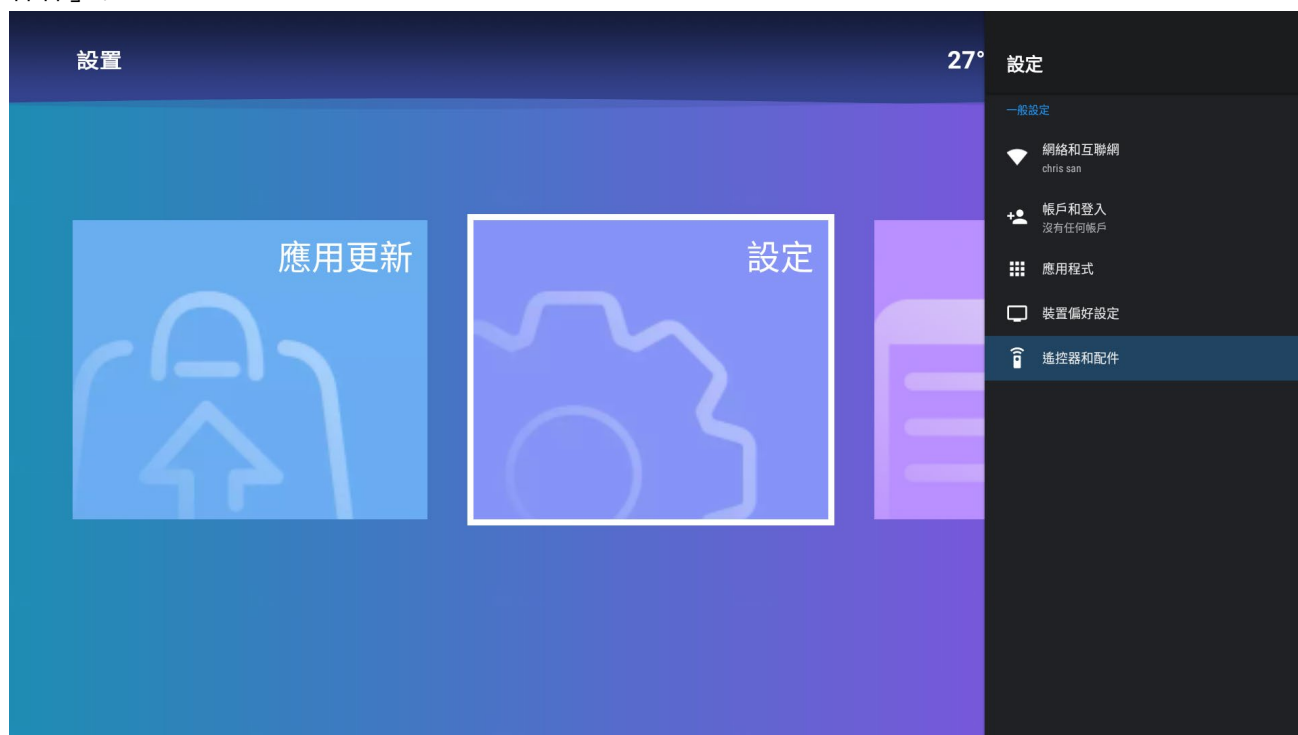 設置
27°
應用更新
設定
設定
一般設定
網絡和互聯網
chris san
帳戶和登入
沒有任何帳戶
應用程式
裝置偏好設定
遙控器和配件